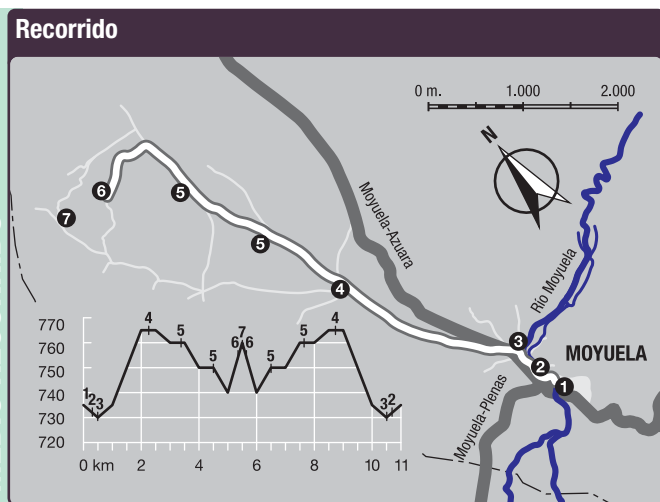 Recorrido
0 m. 1.000 2.000
N
Moyuela-Azuara
Río Moyuela
6
5
7
5
4
3
MOYUELA
2
1
Moyuela-Plenas
770
760
750
740
730
720
1 2 3 4 5 5 6 7 6 5 5 4 3 2
0 km 2 4 6 8 10 11